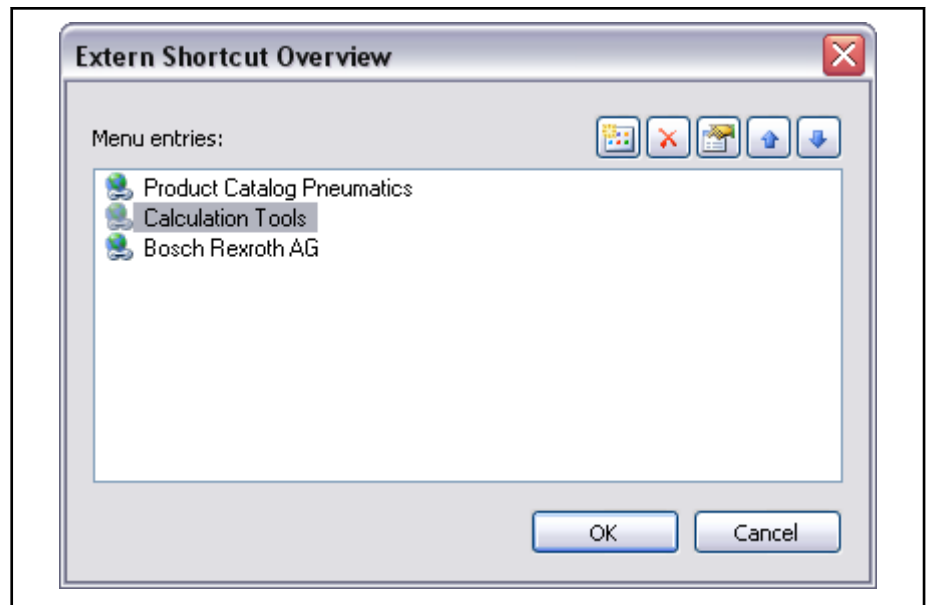 Extern Shortcut Overview
Menu entries:
Product Catalog Pneumatics
Calculation Tools
Bosch Rexroth AG
OK Cancel